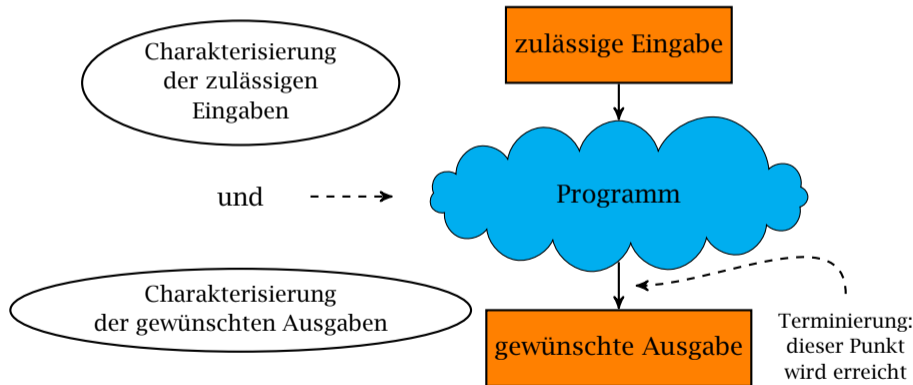 Charakterisierung
der zulässigen
Eingaben
zulässige Eingabe
und
Programm
Charakterisierung
der gewünschten Ausgaben
gewünschte Ausgabe
Terminierung:
dieser Punkt
wird erreicht